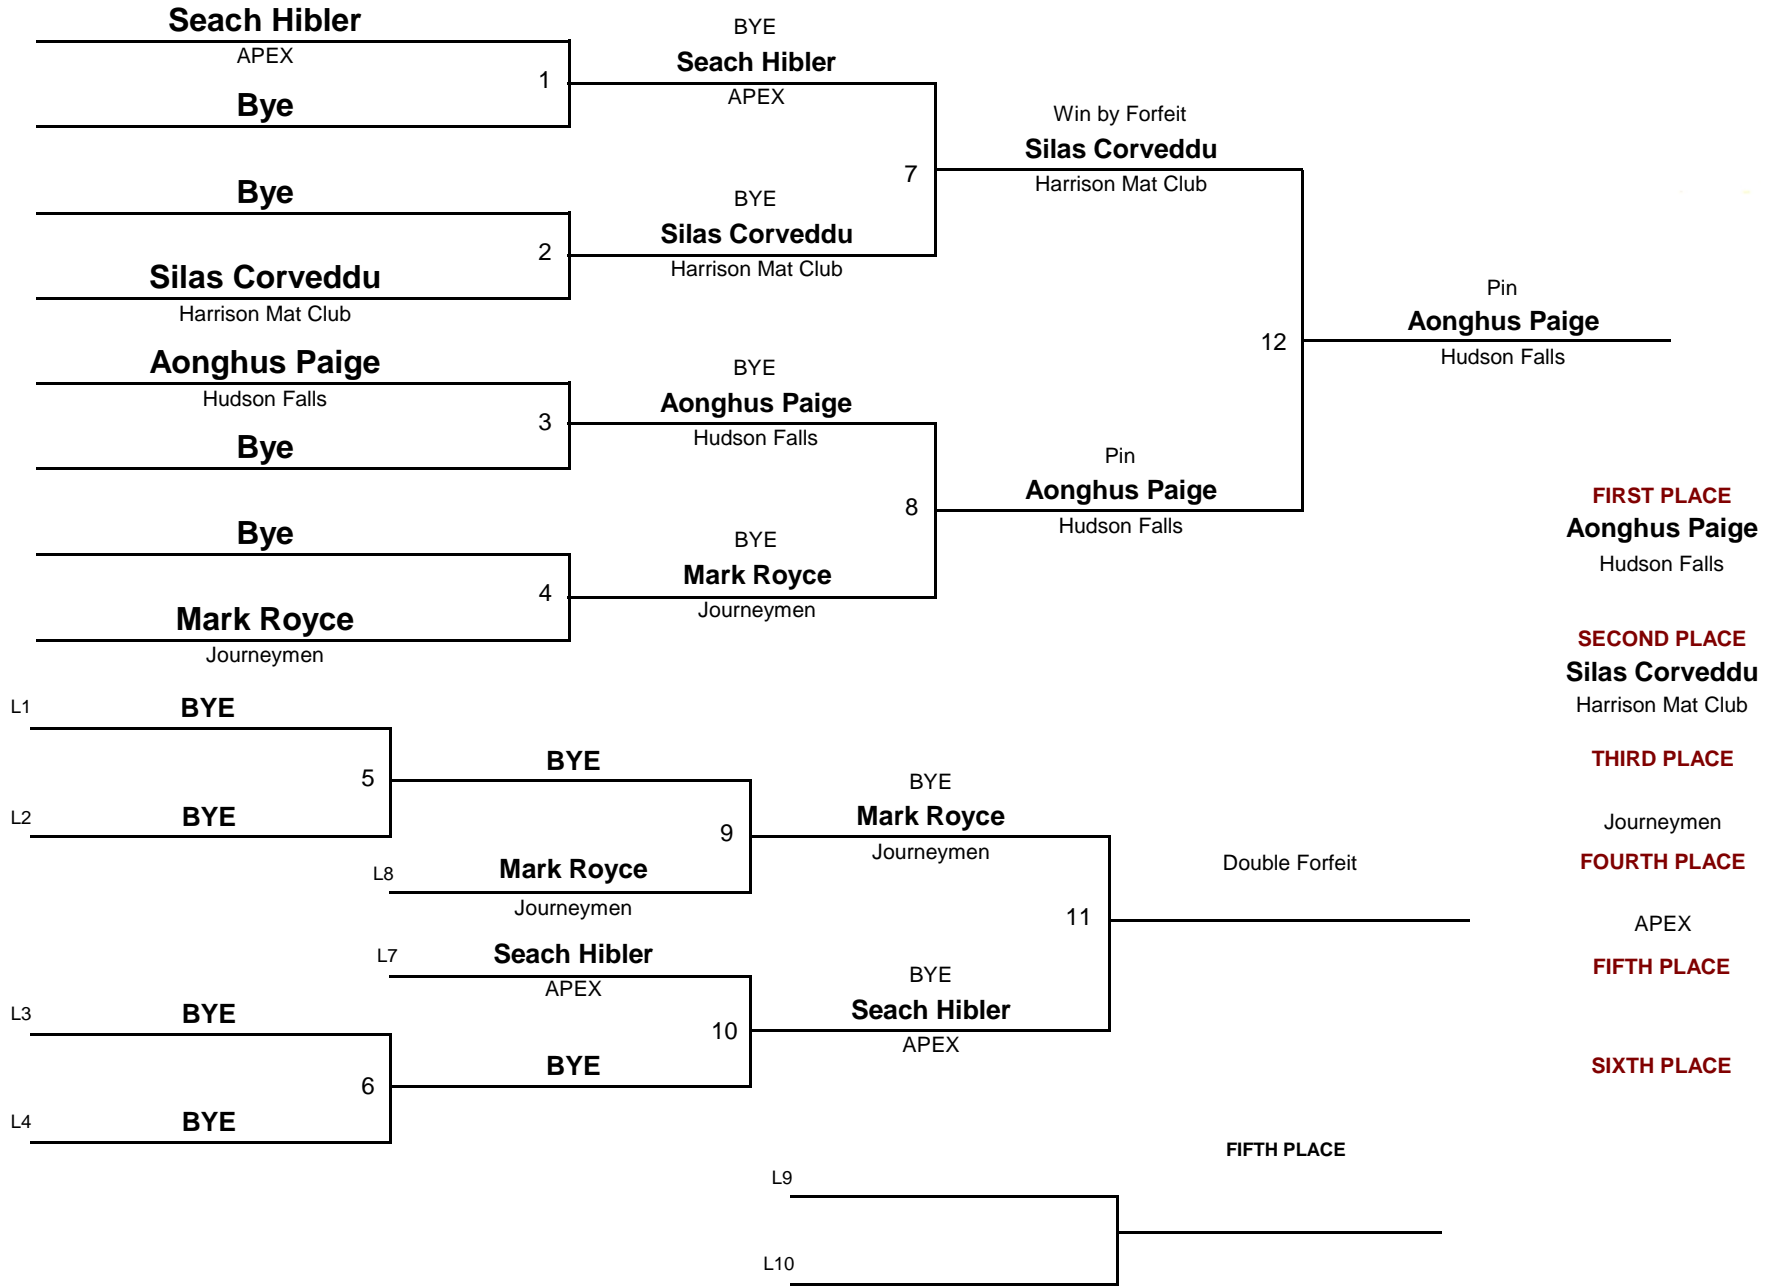 Seach Hibler
APEX
1
Bye
BYE
Seach Hibler
APEX
Bye
2
Silas Corveddu
Harrison Mat Club
BYE
Silas Corveddu
Harrison Mat Club
7
Win by Forfeit
Silas Corveddu
Harrison Mat Club
Aonghus Paige
Hudson Falls
3
Bye
BYE
Aonghus Paige
Hudson Falls
Bye
4
Mark Royce
Journeymen
BYE
Mark Royce
Journeymen
8
Pin
Aonghus Paige
Hudson Falls
12
Pin
Aonghus Paige
Hudson Falls
FIRST PLACE
Aonghus Paige
Hudson Falls
SECOND PLACE
Silas Corveddu
Harrison Mat Club
THIRD PLACE
Journeymen
FOURTH PLACE
APEX
FIFTH PLACE
SIXTH PLACE
L1
BYE
5
L2
BYE
BYE
9
L8
Mark Royce
Journeymen
BYE
Mark Royce
Journeymen
L7
Seach Hibler
APEX
10
L3
BYE
6
L4
BYE
BYE
BYE
Seach Hibler
APEX
11
Double Forfeit
FIFTH PLACE
L9
L10